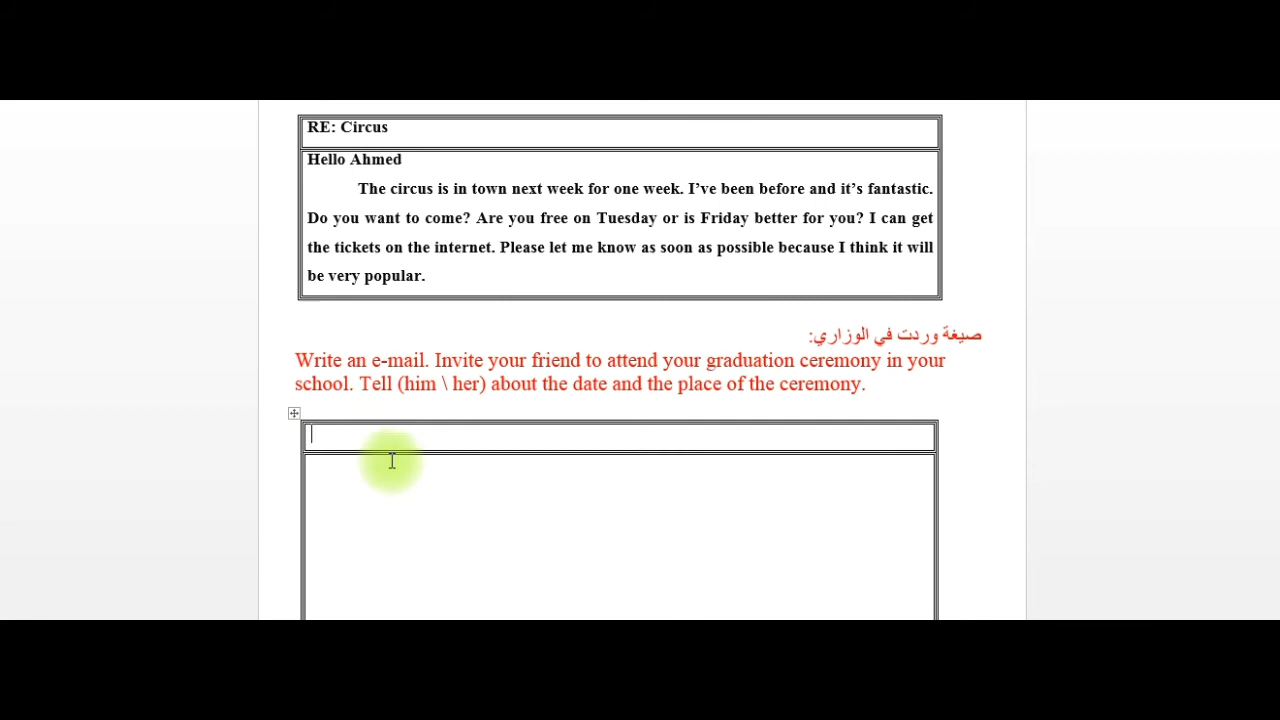 RE: Circus
Hello Ahmed
The circus is in town next week for one week. I’ve been before and it’s fantastic.
Do you want to come? Are you free on Tuesday or is Friday better for you? I can get
the tickets on the internet. Please let me know as soon as possible because I think it will
be very popular.
صيغة وردت في الوزاري:
Write an e-mail. Invite your friend to attend your graduation ceremony in your
school. Tell (him \ her) about the date and the place of the ceremony.